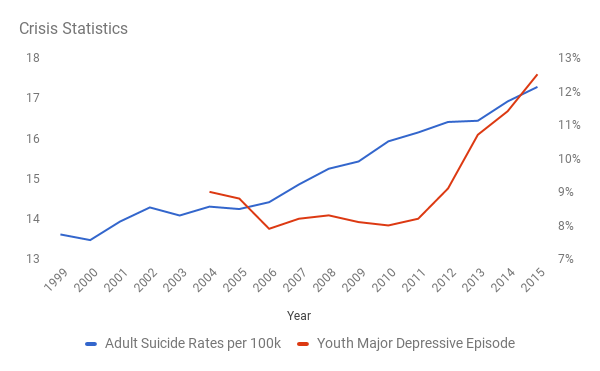 Crisis Statistics
18 13%
17 12%
16 11%
15 10%
14 9%
13 8%
7%
1999 2000 2001 2002 2003 2004 2005 2006 2007 2008 2009 2010 2011 2012 2013 2014 2015
Year
Adult Suicide Rates per 100k Youth Major Depressive Episode